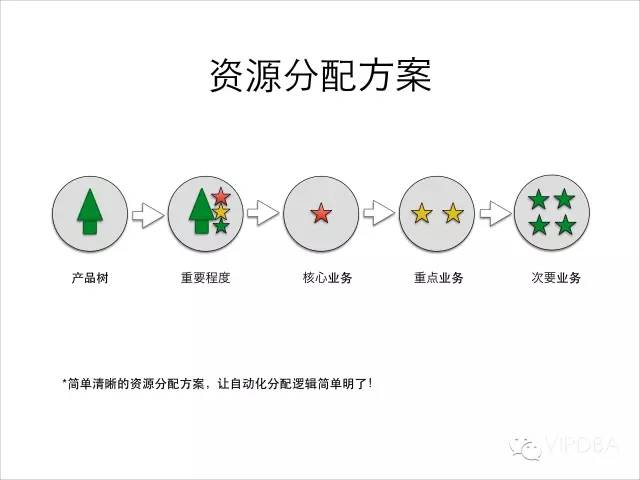 资源分配方案
产品树
重要程度
核心业务
重点业务
次要业务
*简单清晰的资源分配方案，让自动化分配逻辑简单明了！
VIPDBA